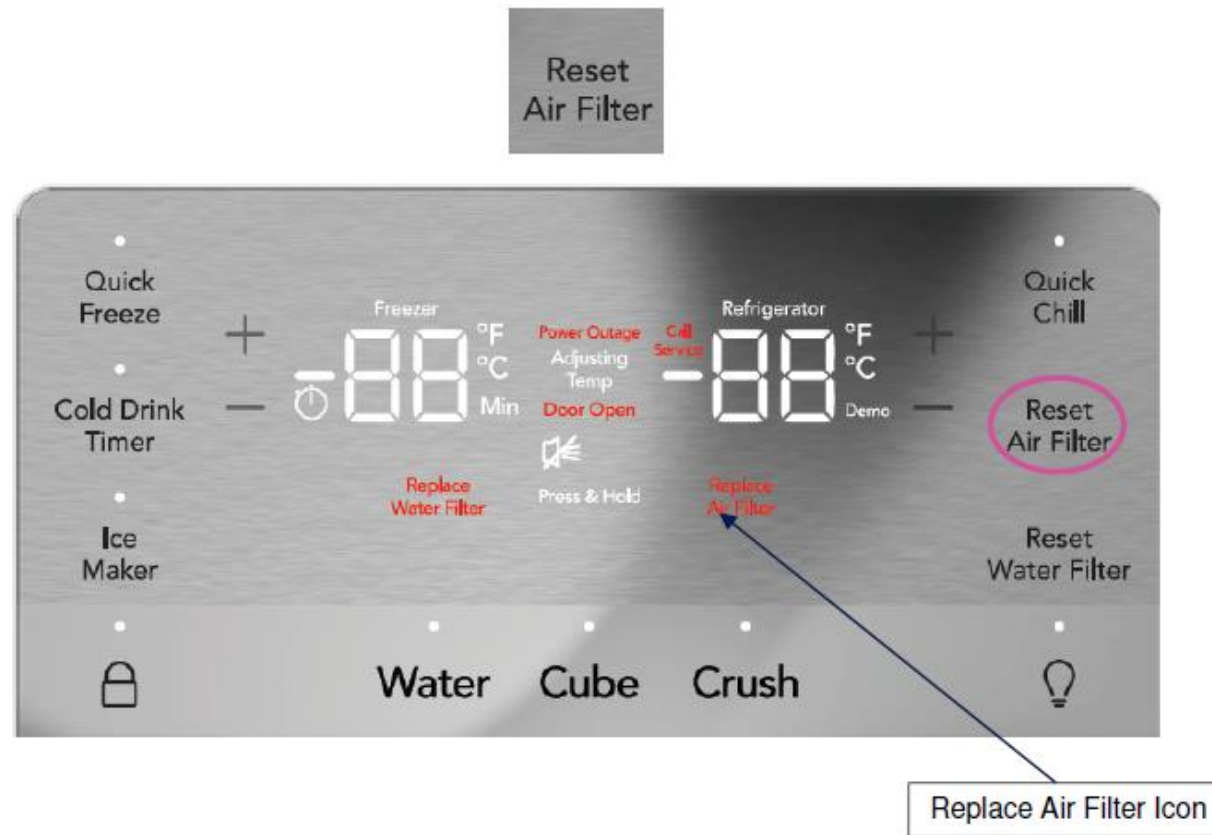 Reset
Air Filter
Quick
Freeze
Freezer
°F
°C
Min
Power Outage
Adjusting
Temp
Door Open
Call
Service
Refrigerator
°F
°C
Demo
Quick
Chill
Cold Drink
Timer
Reset
Air Filter
Replace
Water Filter
Press & Hold
Replace
Air Filter
Ice
Maker
Reset
Water Filter
Water
Cube
Crush
Replace Air Filter Icon